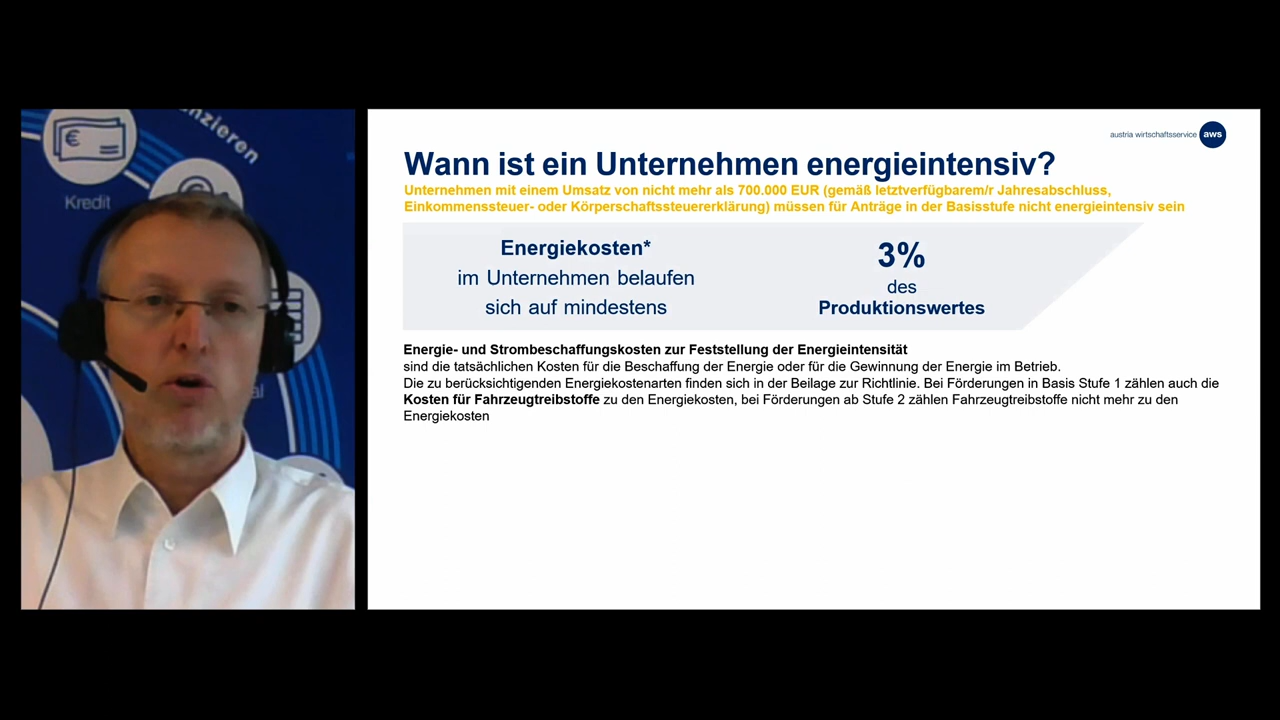 nzieren
Kredit
al
austria wirtschaftsservice aws
Wann ist ein Unternehmen energieintensiv?
Unternehmen mit einem Umsatz von nicht mehr als 700.000 EUR (gemäß letztverfügbarem/r Jahresabschluss,
Einkommenssteuer- oder Körperschaftssteuererklärung) müssen für Anträge in der Basisstufe nicht energieintensiv sein
Energiekosten*
im Unternehmen belaufen
sich auf mindestens
3%
des
Produktionswertes
Energie- und Strombeschaffungskosten zur Feststellung der Energieintensität
sind die tatsächlichen Kosten für die Beschaffung der Energie oder für die Gewinnung der Energie im Betrieb.
Die zu berücksichtigenden Energiekostenarten finden sich in der Beilage zur Richtlinie. Bei Förderungen in Basis Stufe 1 zählen auch die
Kosten für Fahrzeugtreibstoffe zu den Energiekosten, bei Förderungen ab Stufe 2 zählen Fahrzeugtreibstoffe nicht mehr zu den
Energiekosten